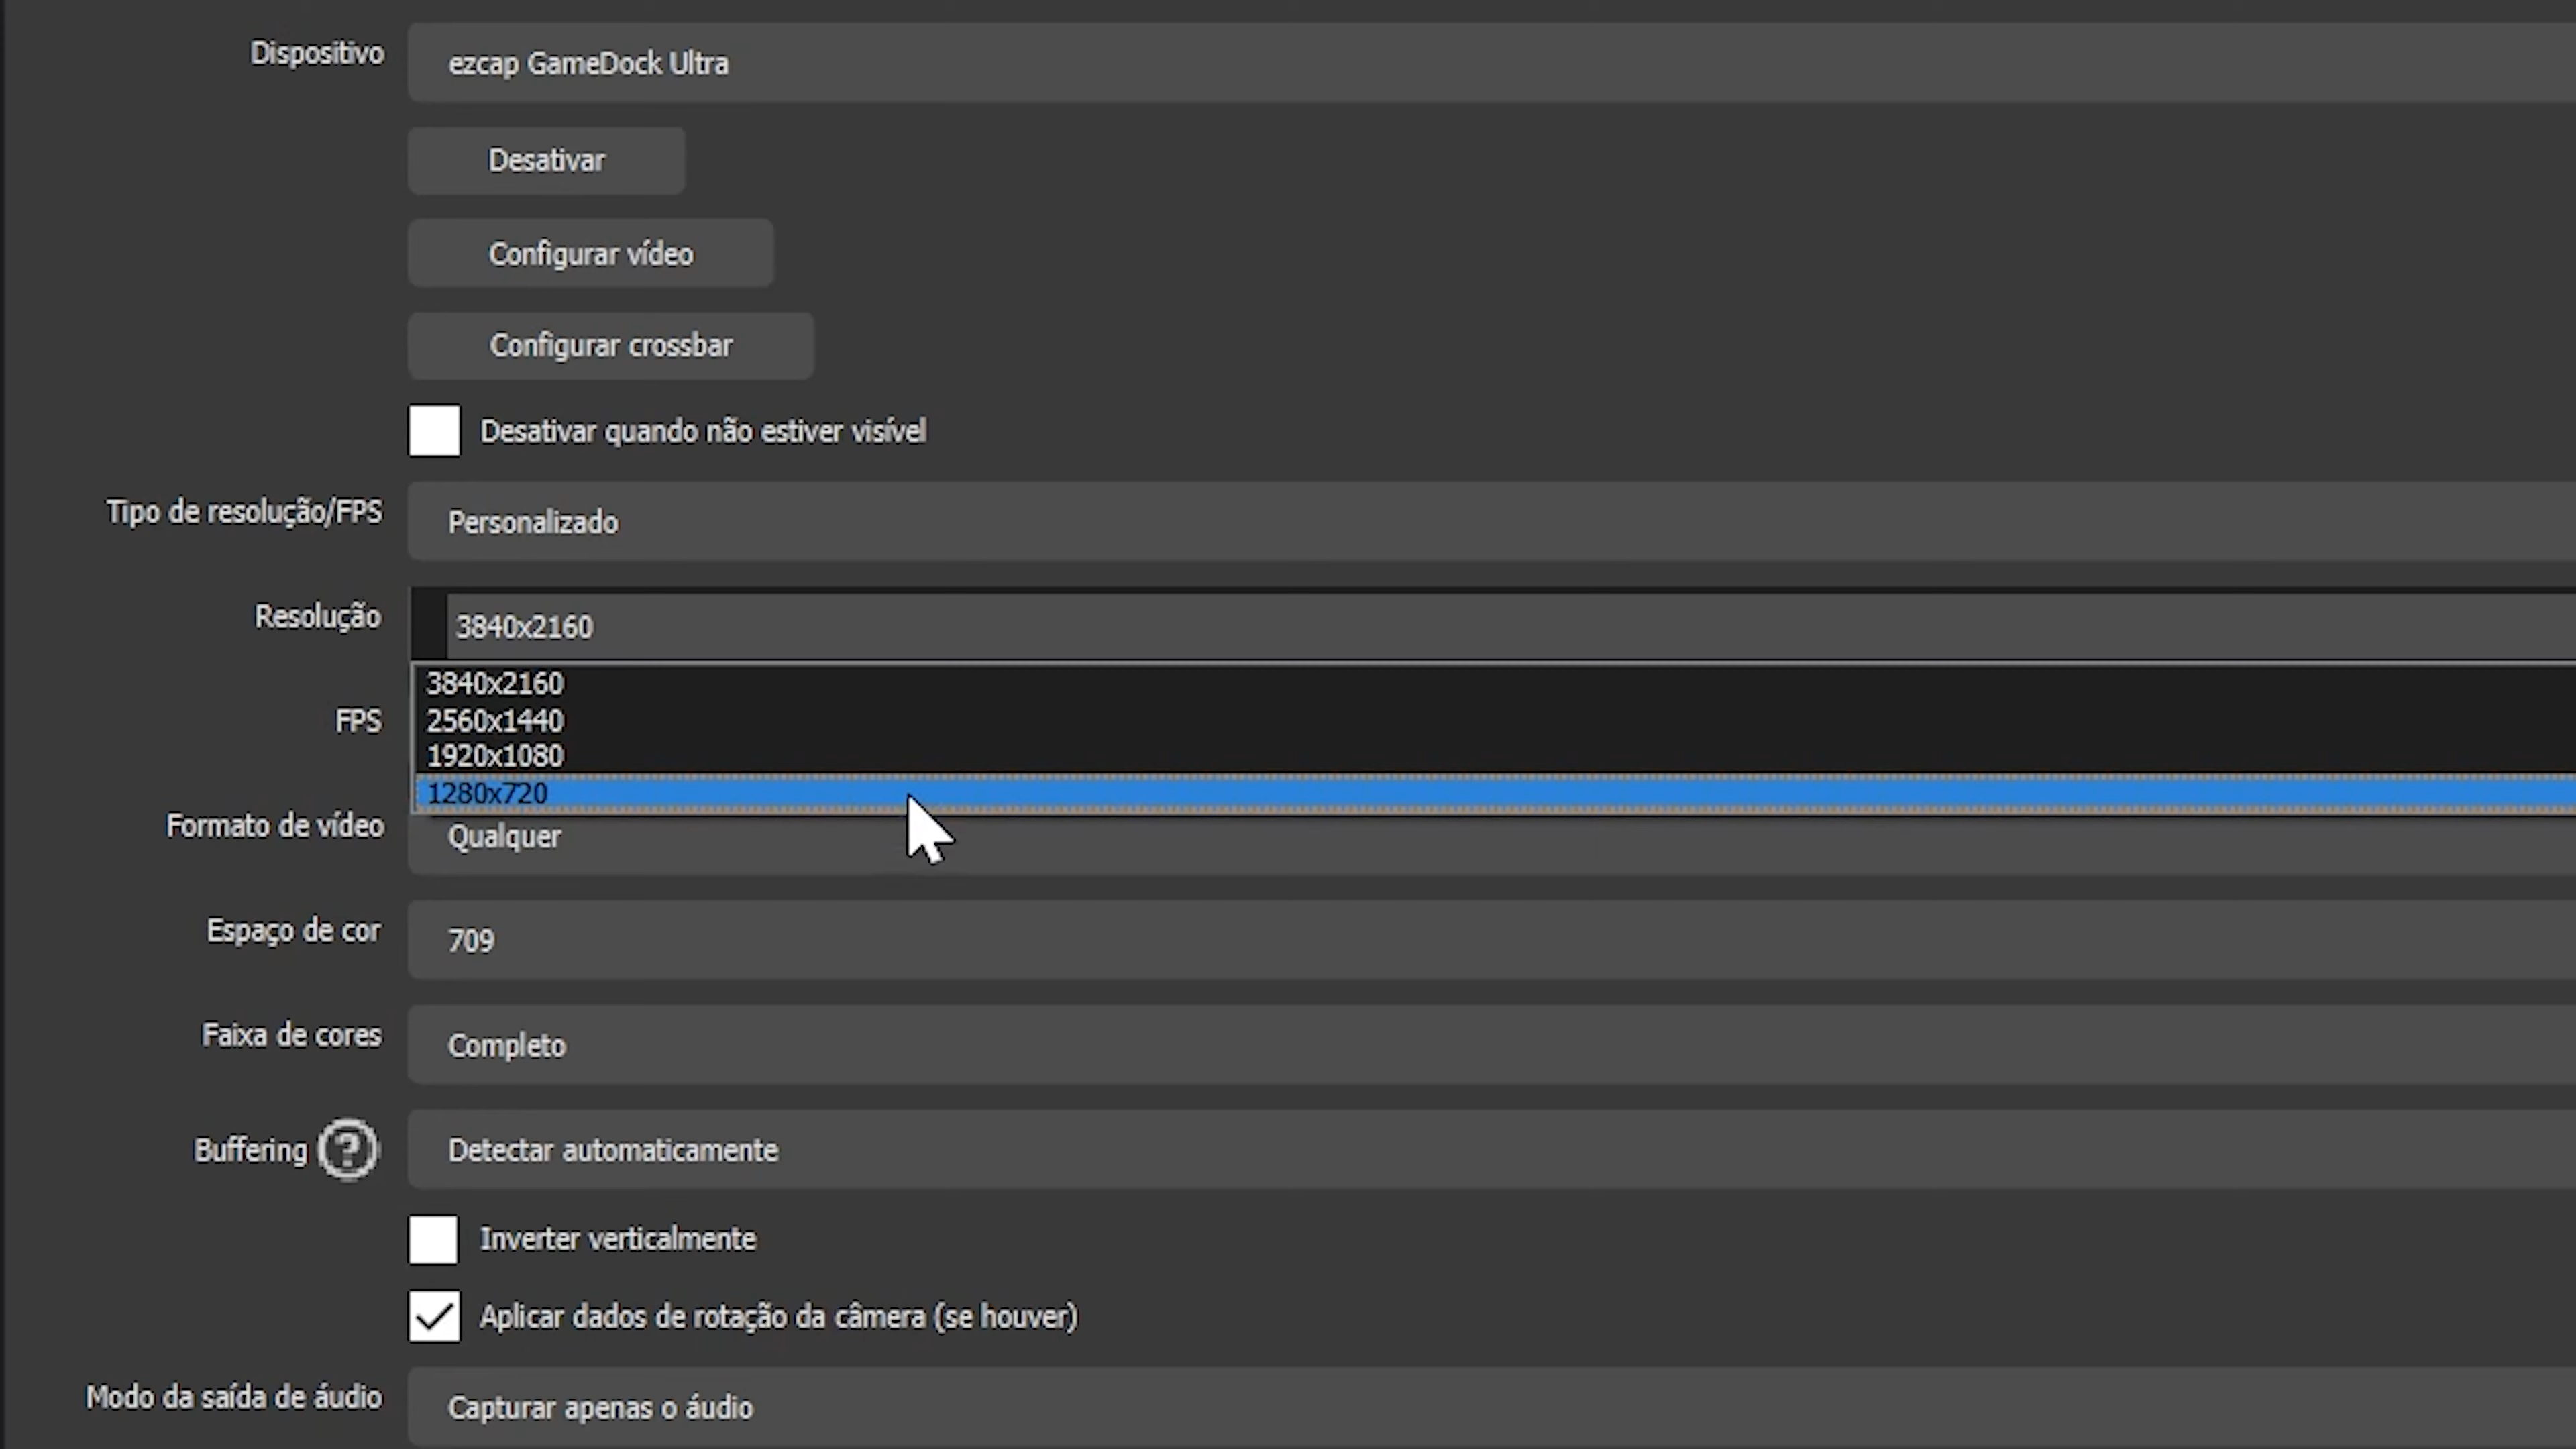 Dispositivo
ezcap GameDock Ultra
Desativar
Configurar vídeo
Configurar crossbar
Desativar quando não estiver visível
Tipo de resolução/FPS
Personalizado
Resolução
3840x2160
3840x2160
FPS
2560x1440
1920x1080
1280x720
Formato de vídeo
Qualquer
Espaço de cor
709
Faixa de cores
Completo
Buffering ?
Detectar automaticamente
Inverter verticalmente
Aplicar dados de rotação da câmera (se houver)
Modo da saída de áudio
Capturar apenas o áudio